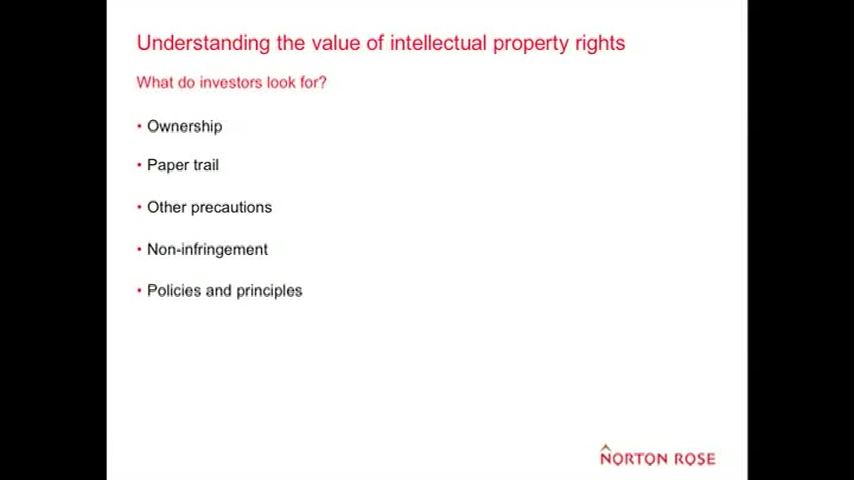 Understanding the value of intellectual property rights
What do investors look for?
• Ownership
• Paper trail
• Other precautions
• Non-infringement
• Policies and principles
NORTON ROSE